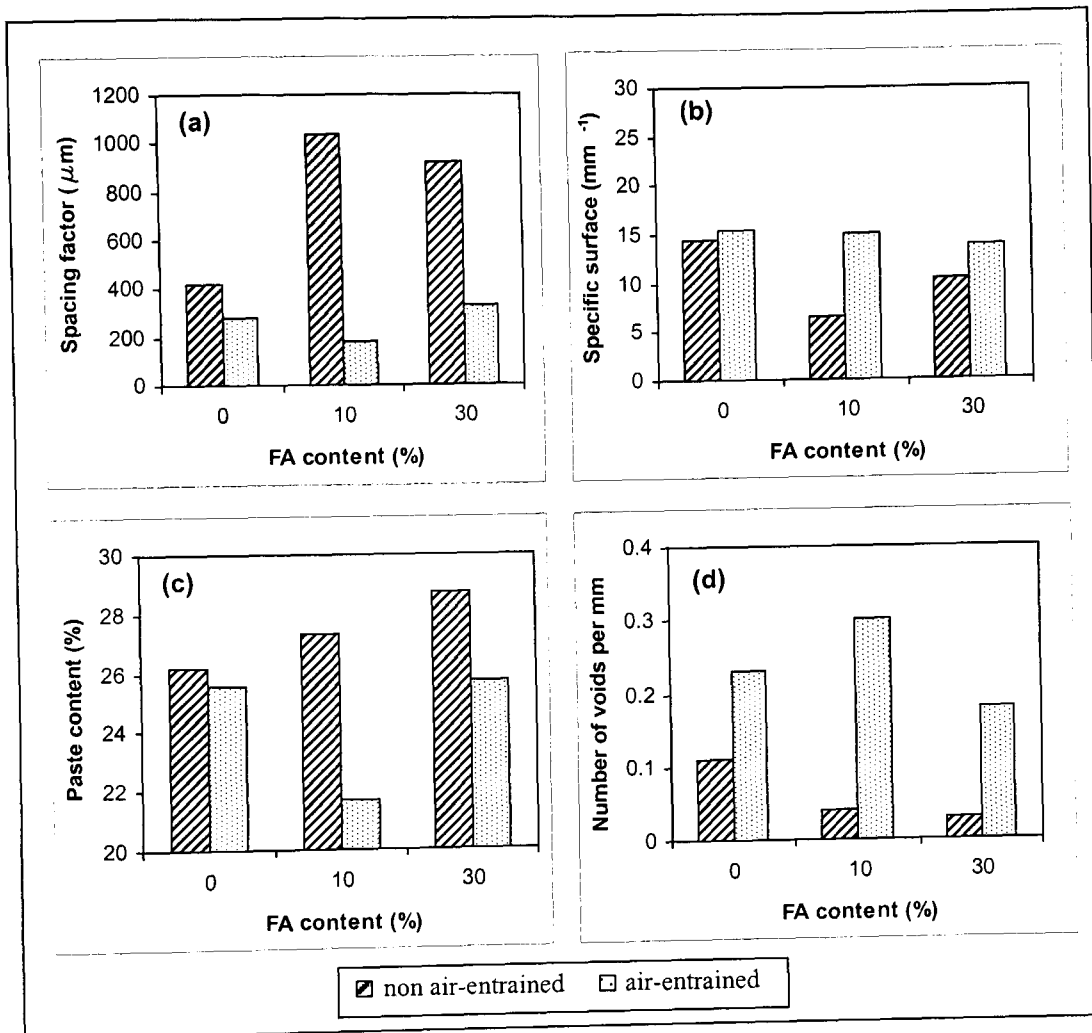 (a)
Spacing factor (μm)
1200
1000
800
600
400
200
0
0 10 30
FA content (%)
(b)
Specific surface (mm ⁻¹)
30
25
20
15
10
5
0
0 10 30
FA content (%)
(c)
Paste content (%)
30
28
26
24
22
20
0 10 30
FA content (%)
(d)
Number of voids per mm
0.4
0.3
0.2
0.1
0
0 10 30
FA content (%)
non air-entrained air-entrained